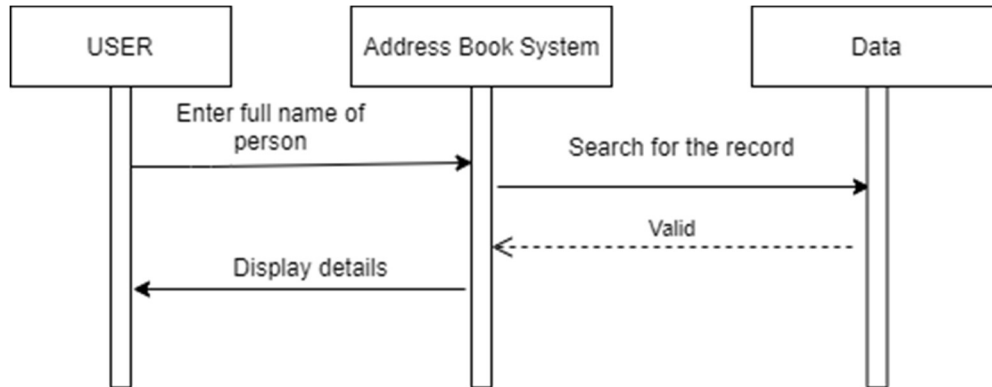 USER
Address Book System
Data
Enter full name of
person
Search for the record
Valid
Display details